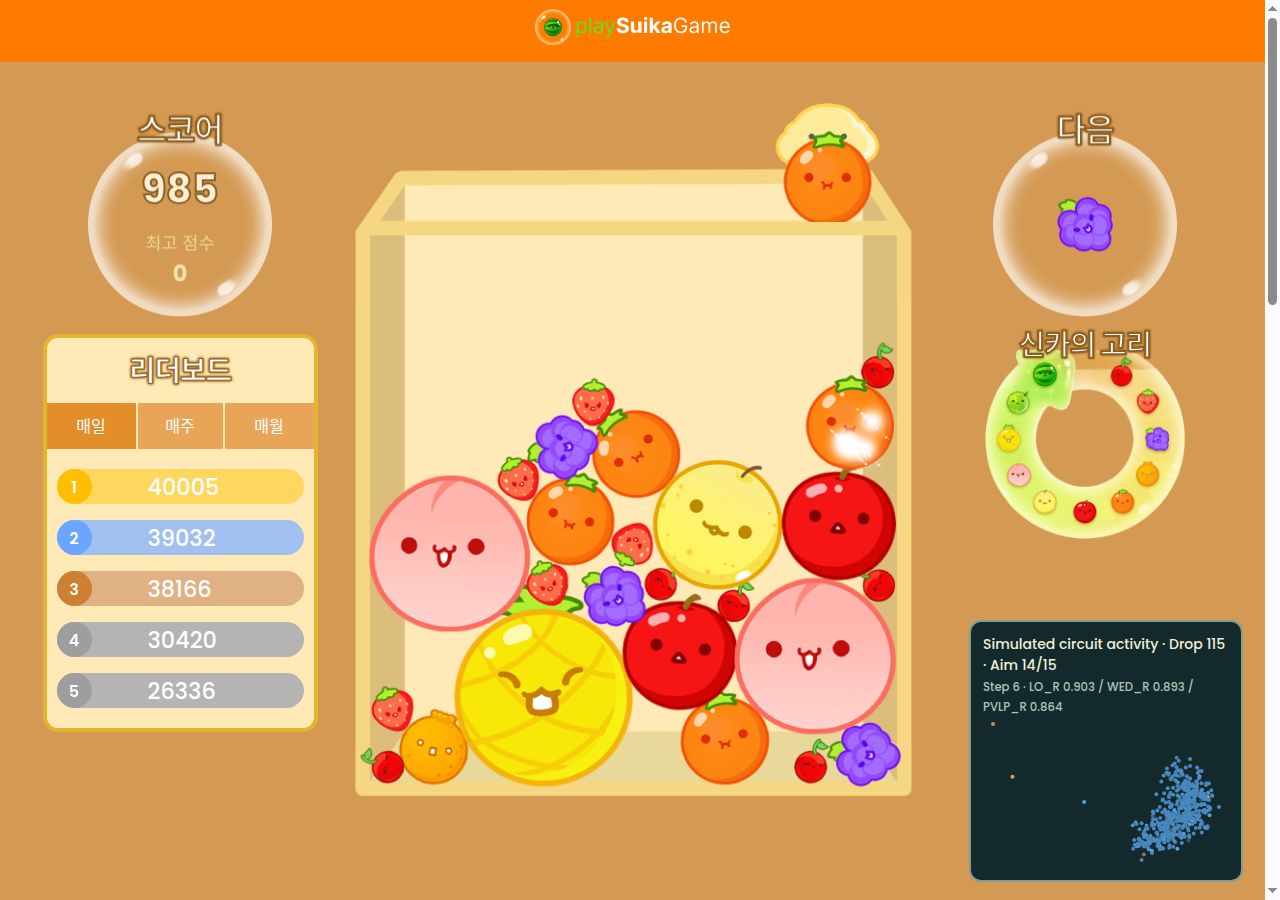 playSuikaGame
스코어
985
최고 점수
0
다음
리더보드
매일
매주
매월
1
40005
2
39032
3
38166
4
30420
5
26336
신카의 고리
Simulated circuit activity · Drop 115
· Aim 14/15
Step 6 · LO_R 0.903 / WED_R 0.893 /
PVLP_R 0.864